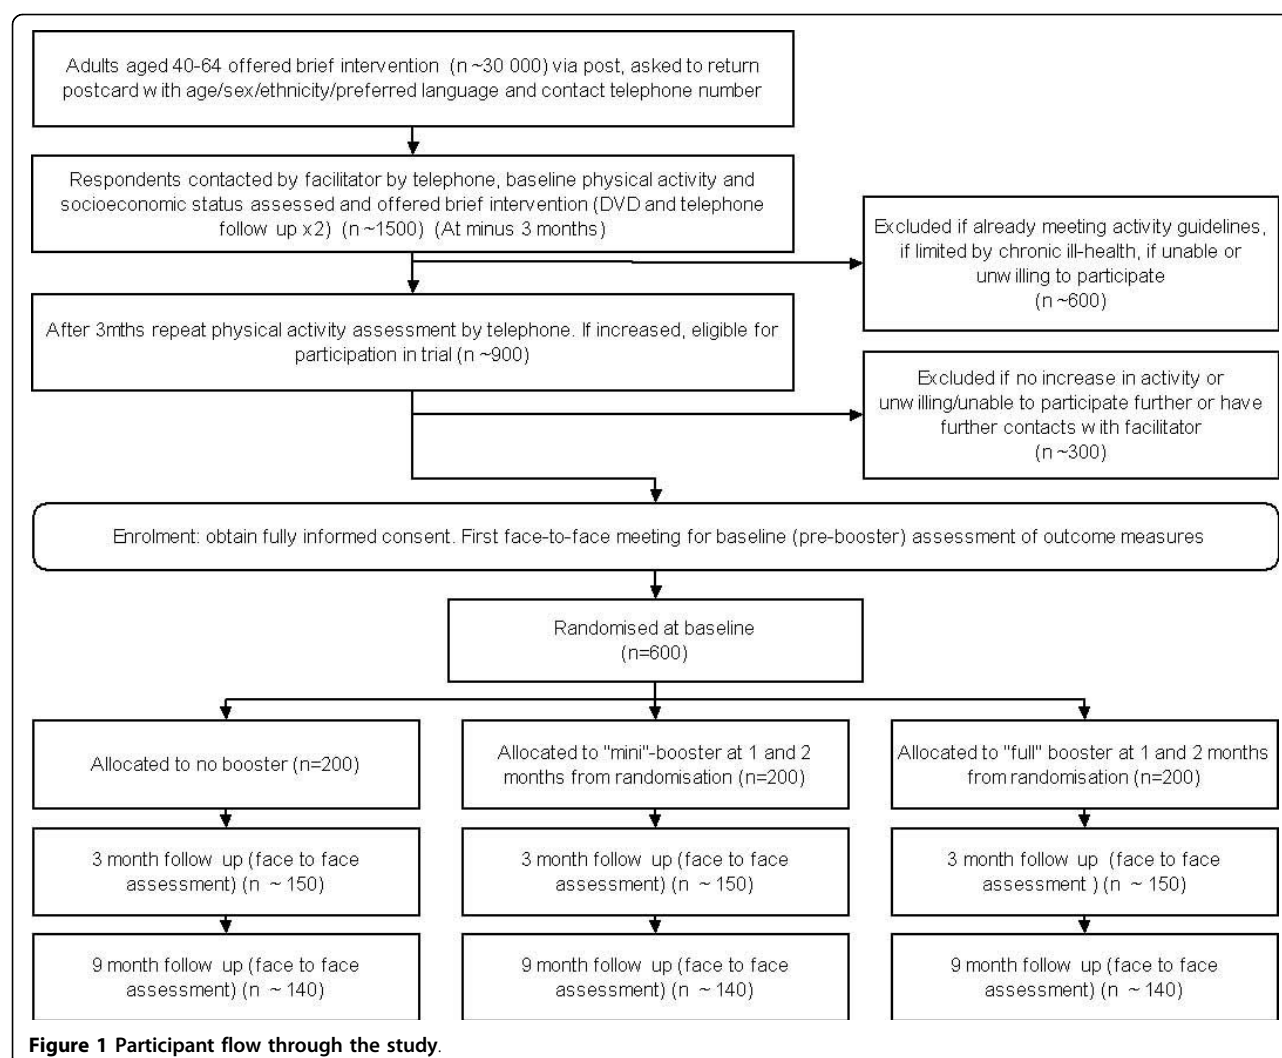 Adults aged 40-64 offered brief intervention (n ~30 000) via post, asked to return
postcard with age/sex/ethnicity/preferred language and contact telephone number
Respondents contacted by facilitator by telephone, baseline physical activity and
socioeconomic status assessed and offered brief intervention (DVD and telephone
follow up x2) (n ~1500) (At minus 3 months)
Excluded if already meeting activity guidelines,
if limited by chronic ill-health, if unable or
unwilling to participate
(n ~600)
After 3mths repeat physical activity assessment by telephone. If increased, eligible for
participation in trial (n ~900)
Excluded if no increase in activity or
unwilling/unable to participate further or have
further contacts with facilitator
(n ~300)
Enrolment: obtain fully informed consent. First face-to-face meeting for baseline (pre-booster) assessment of outcome measures
Randomised at baseline
(n=600)
Allocated to no booster (n=200)
Allocated to "mini"-booster at 1 and 2
months from randomisation (n=200)
Allocated to "full" booster at 1 and 2 months
from randomisation (n=200)
3 month follow up (face to face
assessment) (n ~ 150)
3 month follow up (face to face
assessment) (n ~ 150)
3 month follow up (face to face
assessment ) (n ~ 150)
9 month follow up (face to face
assessment) (n ~ 140)
9 month follow up (face to face
assessment) (n ~ 140)
9 month follow up (face to face
assessment) (n ~ 140)
Figure 1 Participant flow through the study.